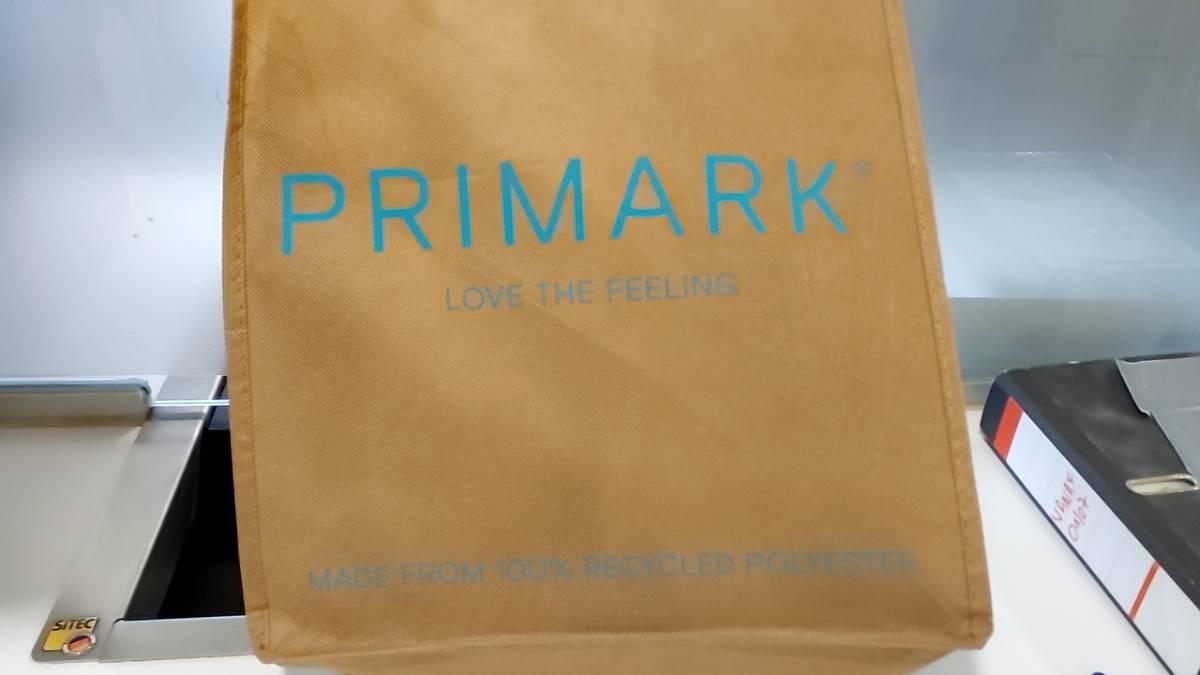 PRIMARK®
LOVE THE FEELING
MADE FROM 100% RECYCLED POLYESTER
SITEC